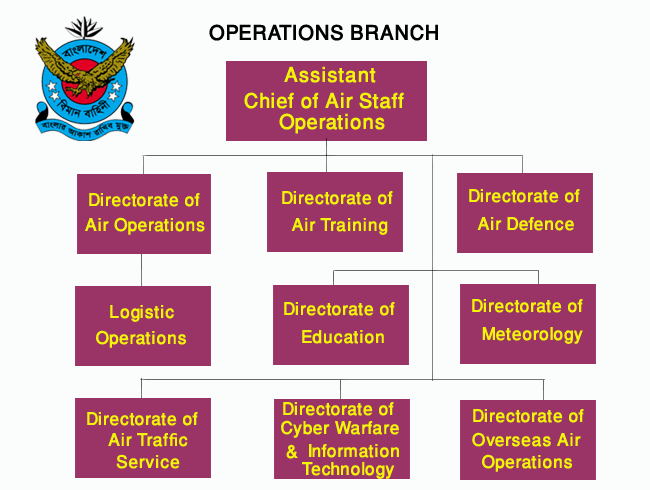 OPERATIONS BRANCH
বাংলাদেশ
বিমান বাহিনী
বাংলার আকাশ রাখিব মুক্ত
Assistant
Chief of Air Staff
Operations
Directorate of
Air Operations
Directorate of
Air Training
Directorate of
Air Defence
Logistic
Operations
Directorate of
Education
Directorate of
Meteorology
Directorate of
Air Traffic
Service
Directorate of
Cyber Warfare
& Information
Technology
Directorate of
Overseas Air
Operations